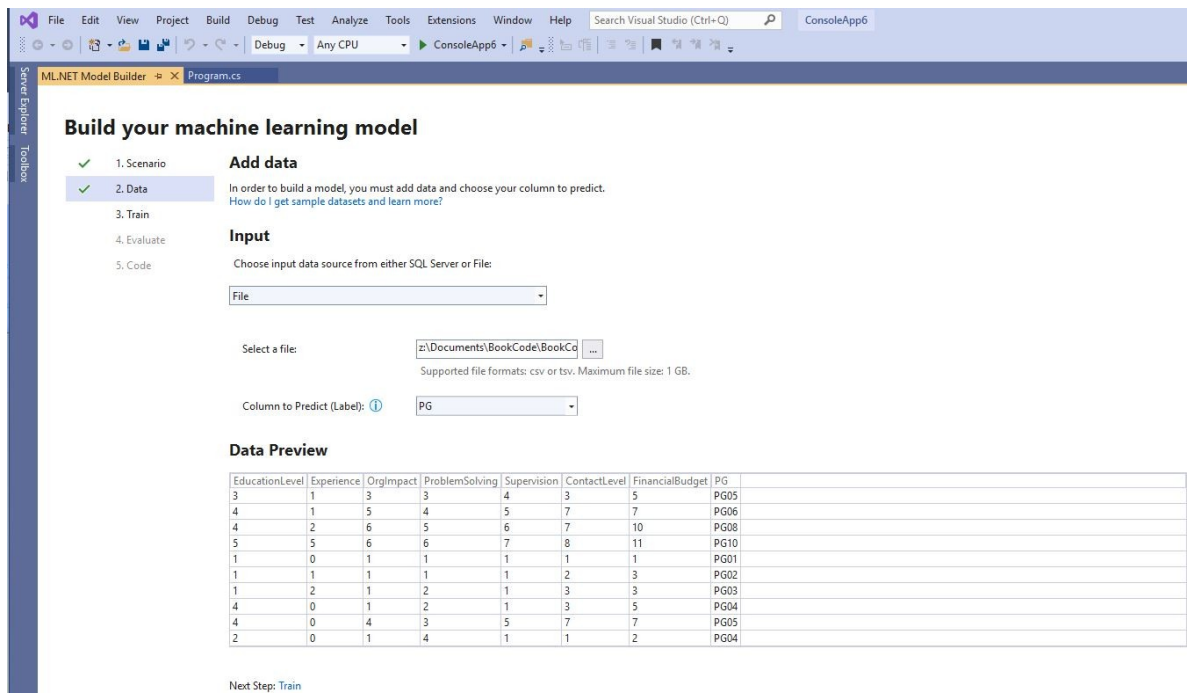 File Edit View Project Build Debug Test Analyze Tools Extensions Window Help Search Visual Studio (Ctrl+Q) ConsoleApp6
Debug Any CPU ConsoleApp6
Server Explorer
Toolbox
ML.NET Model Builder Program.cs
Build your machine learning model
1. Scenario
2. Data
3. Train
4. Evaluate
5. Code
Add data
In order to build a model, you must add data and choose your column to predict.
How do I get sample datasets and learn more?
Input
Choose input data source from either SQL Server or File:
File
Select a file: z:\Documents\BookCode\BookCo ...
Supported file formats: csv or tsv. Maximum file size: 1 GB.
Column to Predict (Label): PG
Data Preview
EducationLevel Experience OrgImpact ProblemSolving Supervision ContactLevel FinancialBudget PG
3 1 3 3 4 3 5 PG05
4 1 5 4 5 7 7 PG06
4 2 6 5 6 7 10 PG08
5 5 6 6 7 8 11 PG10
1 0 1 1 1 1 1 PG01
1 1 1 1 1 2 3 PG02
1 2 1 2 1 3 3 PG03
4 0 1 2 1 3 5 PG04
4 0 4 3 5 7 7 PG05
2 0 1 4 1 1 2 PG04
Next Step: Train